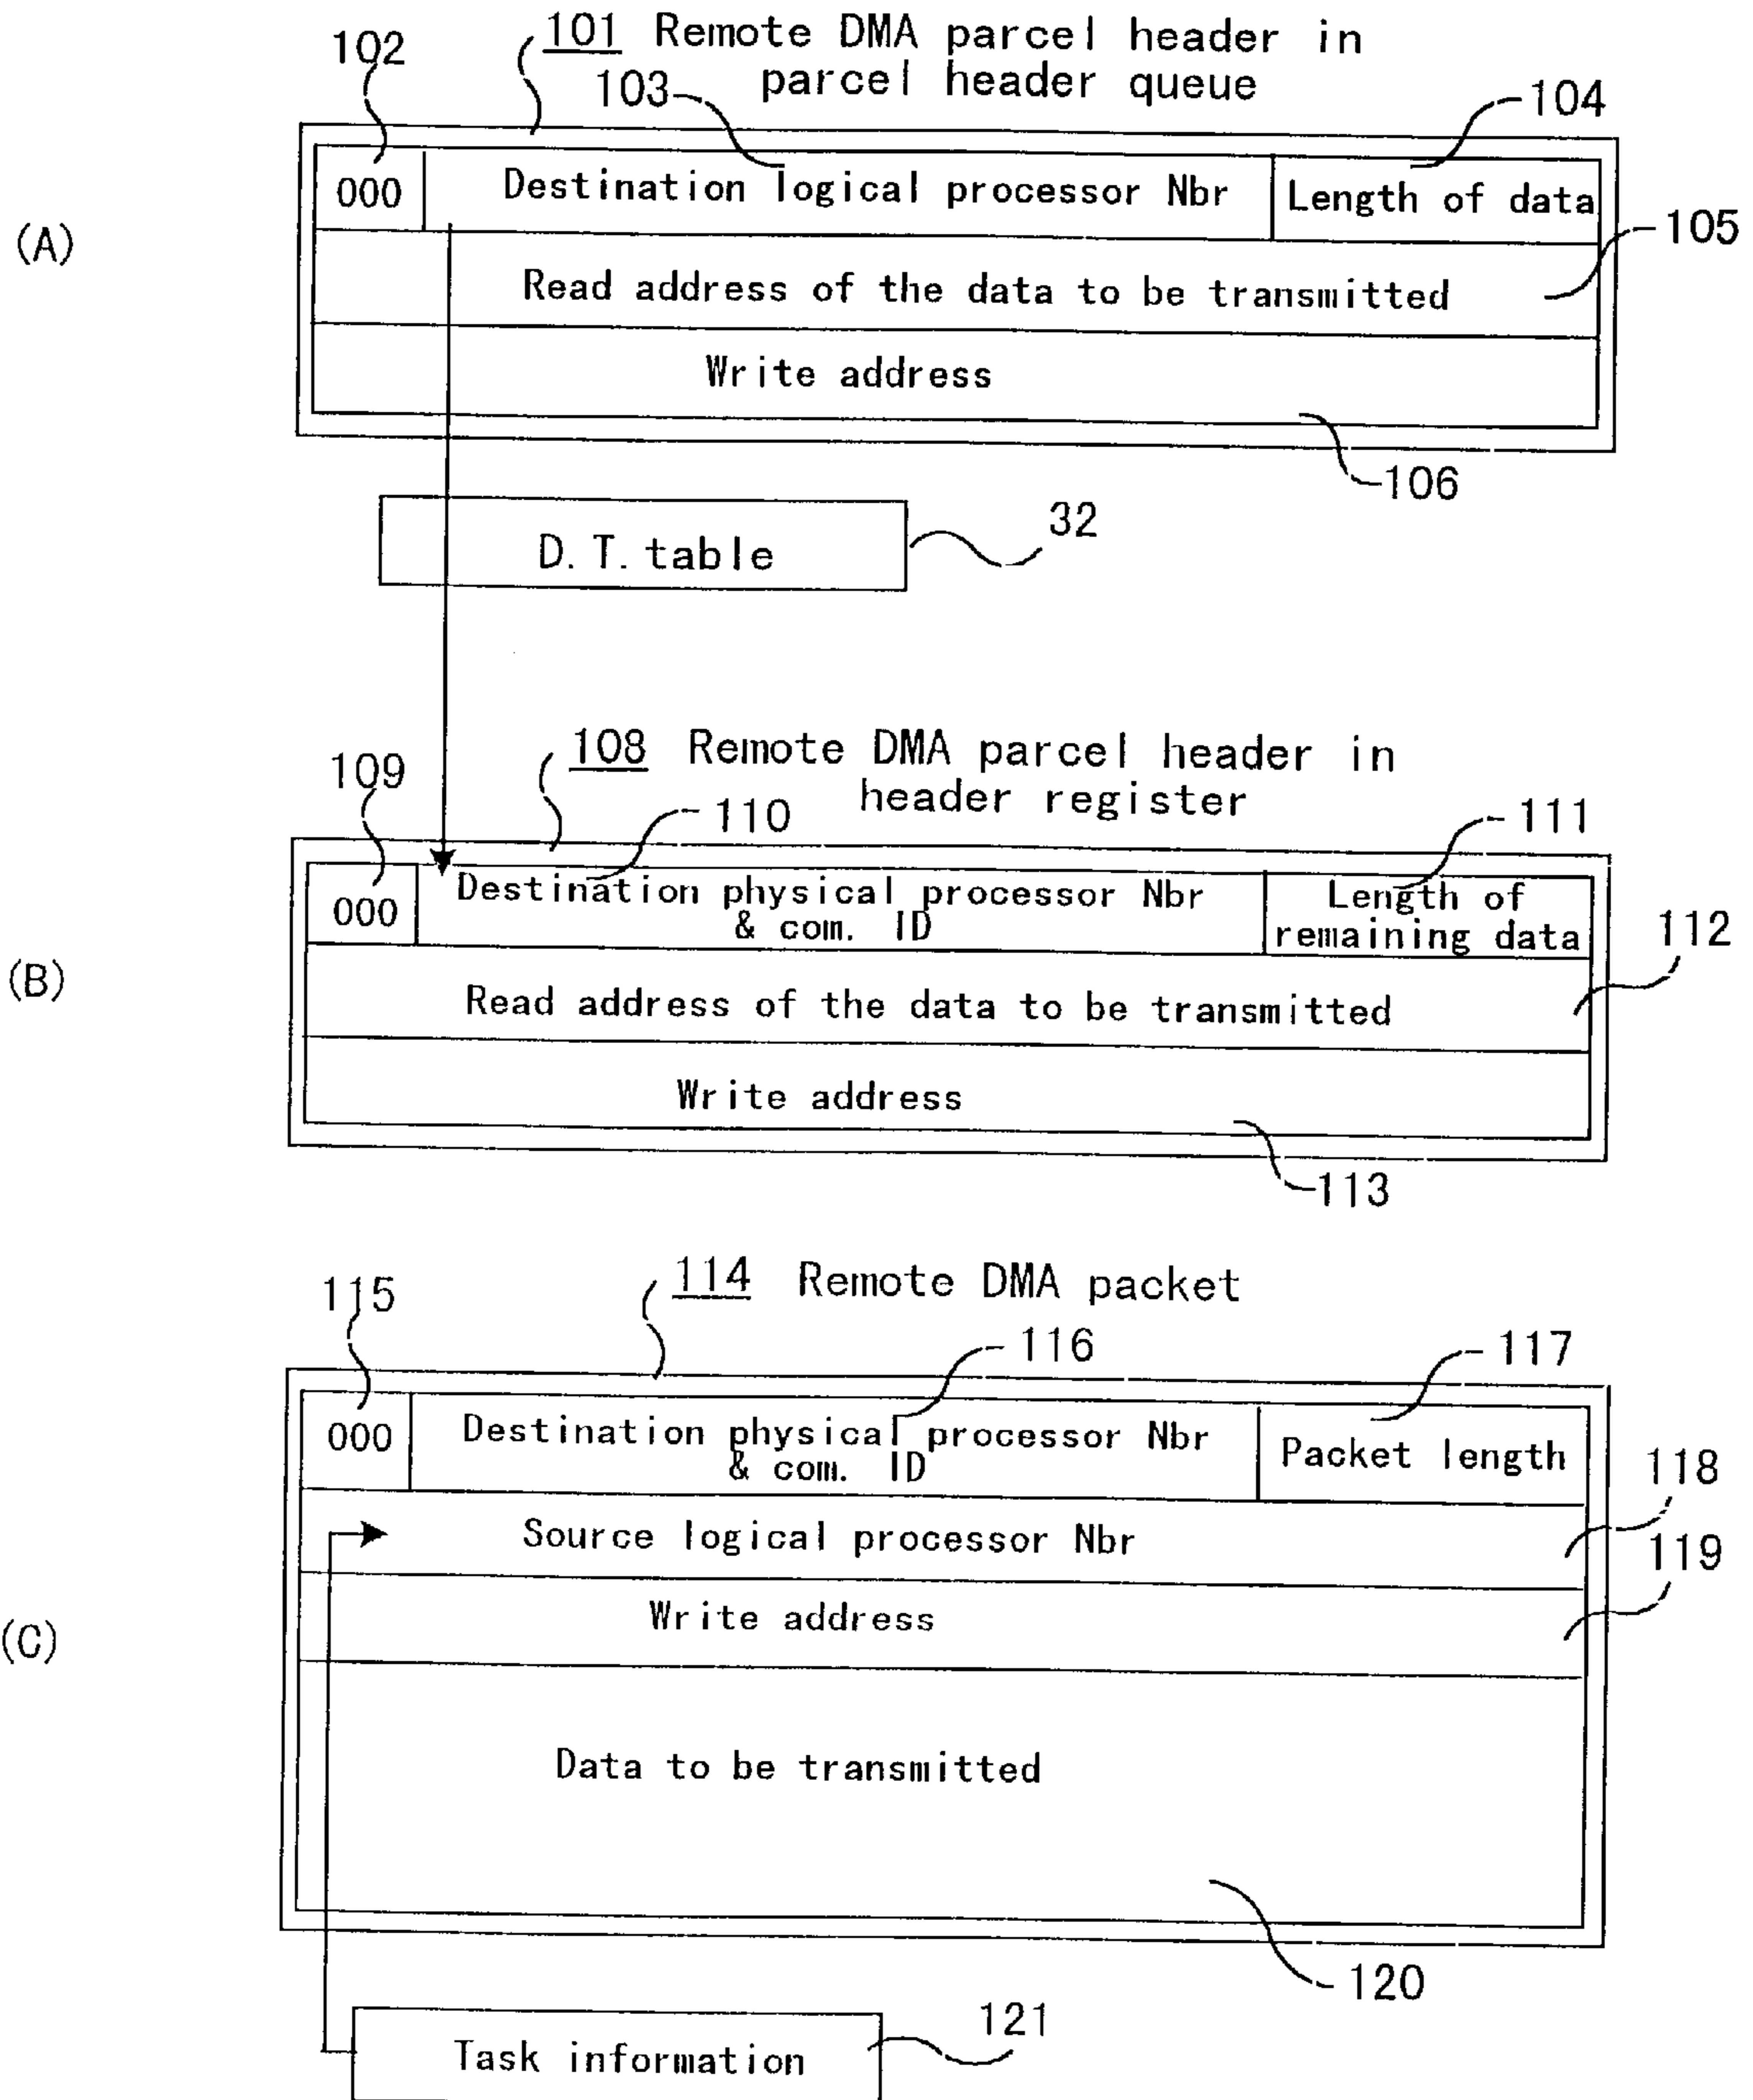 101 Remote DMA parcel header in
parcel header queue
102
103
104
(A)
000
Destination logical processor Nbr
Length of data
105
Read address of the data to be transmitted
Write address
106
D. T. table
32
108 Remote DMA parcel header in
header register
109
110
111
(B)
000
Destination physical processor Nbr
& com. ID
Length of
remaining data
112
Read address of the data to be transmitted
Write address
113
114 Remote DMA packet
115
116
117
000
Destination physical processor Nbr
& com. ID
Packet length
118
Source logical processor Nbr
119
Write address
(C)
Data to be transmitted
120
Task information
121